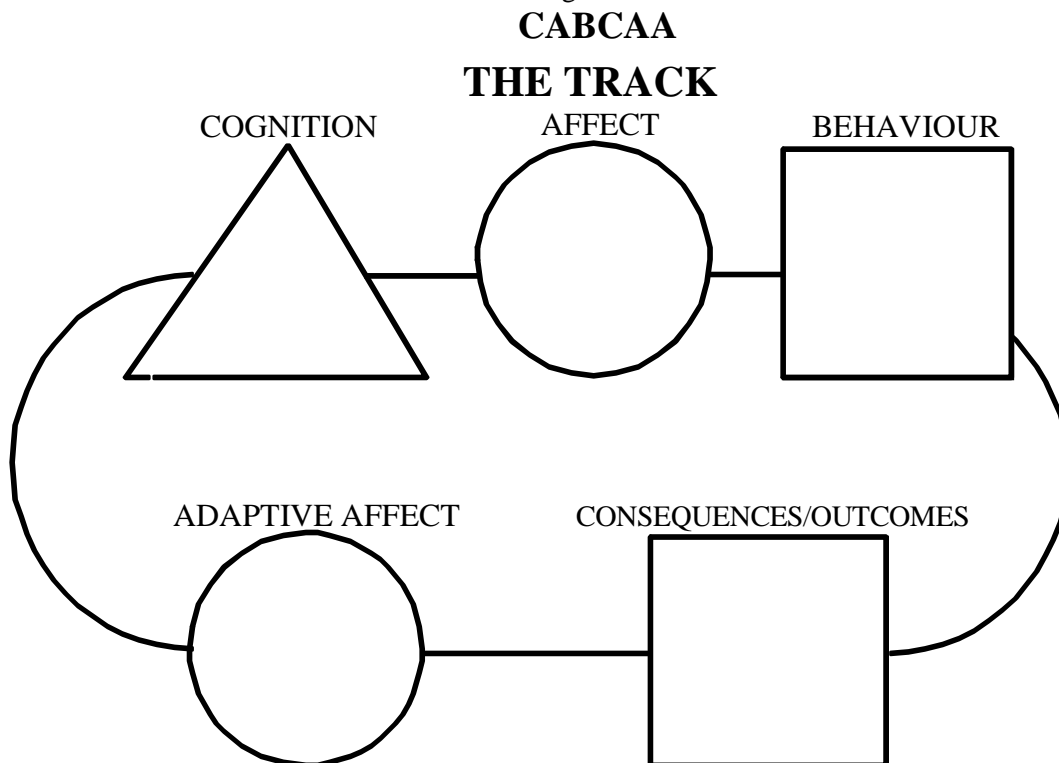 CABCAA
THE TRACK
COGNITION AFFECT BEHAVIOUR
ADAPTIVE AFFECT CONSEQUENCES/OUTCOMES